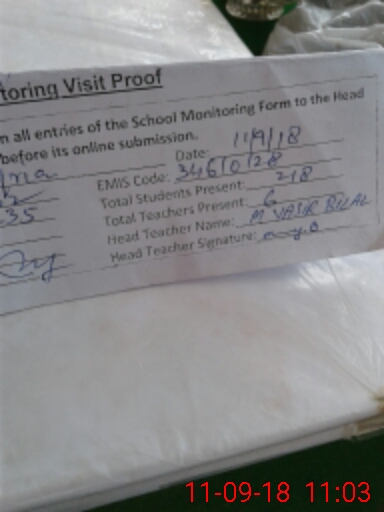 toring Visit Proof
n all entries of the School Monitoring Form to the Head
before its online submission.
Date: 11/9/18
EMIS Code: 34610128
Total Students Present: 218
35 Total Teachers Present: 6
Head Teacher Name: M YASIR BILAL
Head Teacher Signature:
11-09-18 11:03